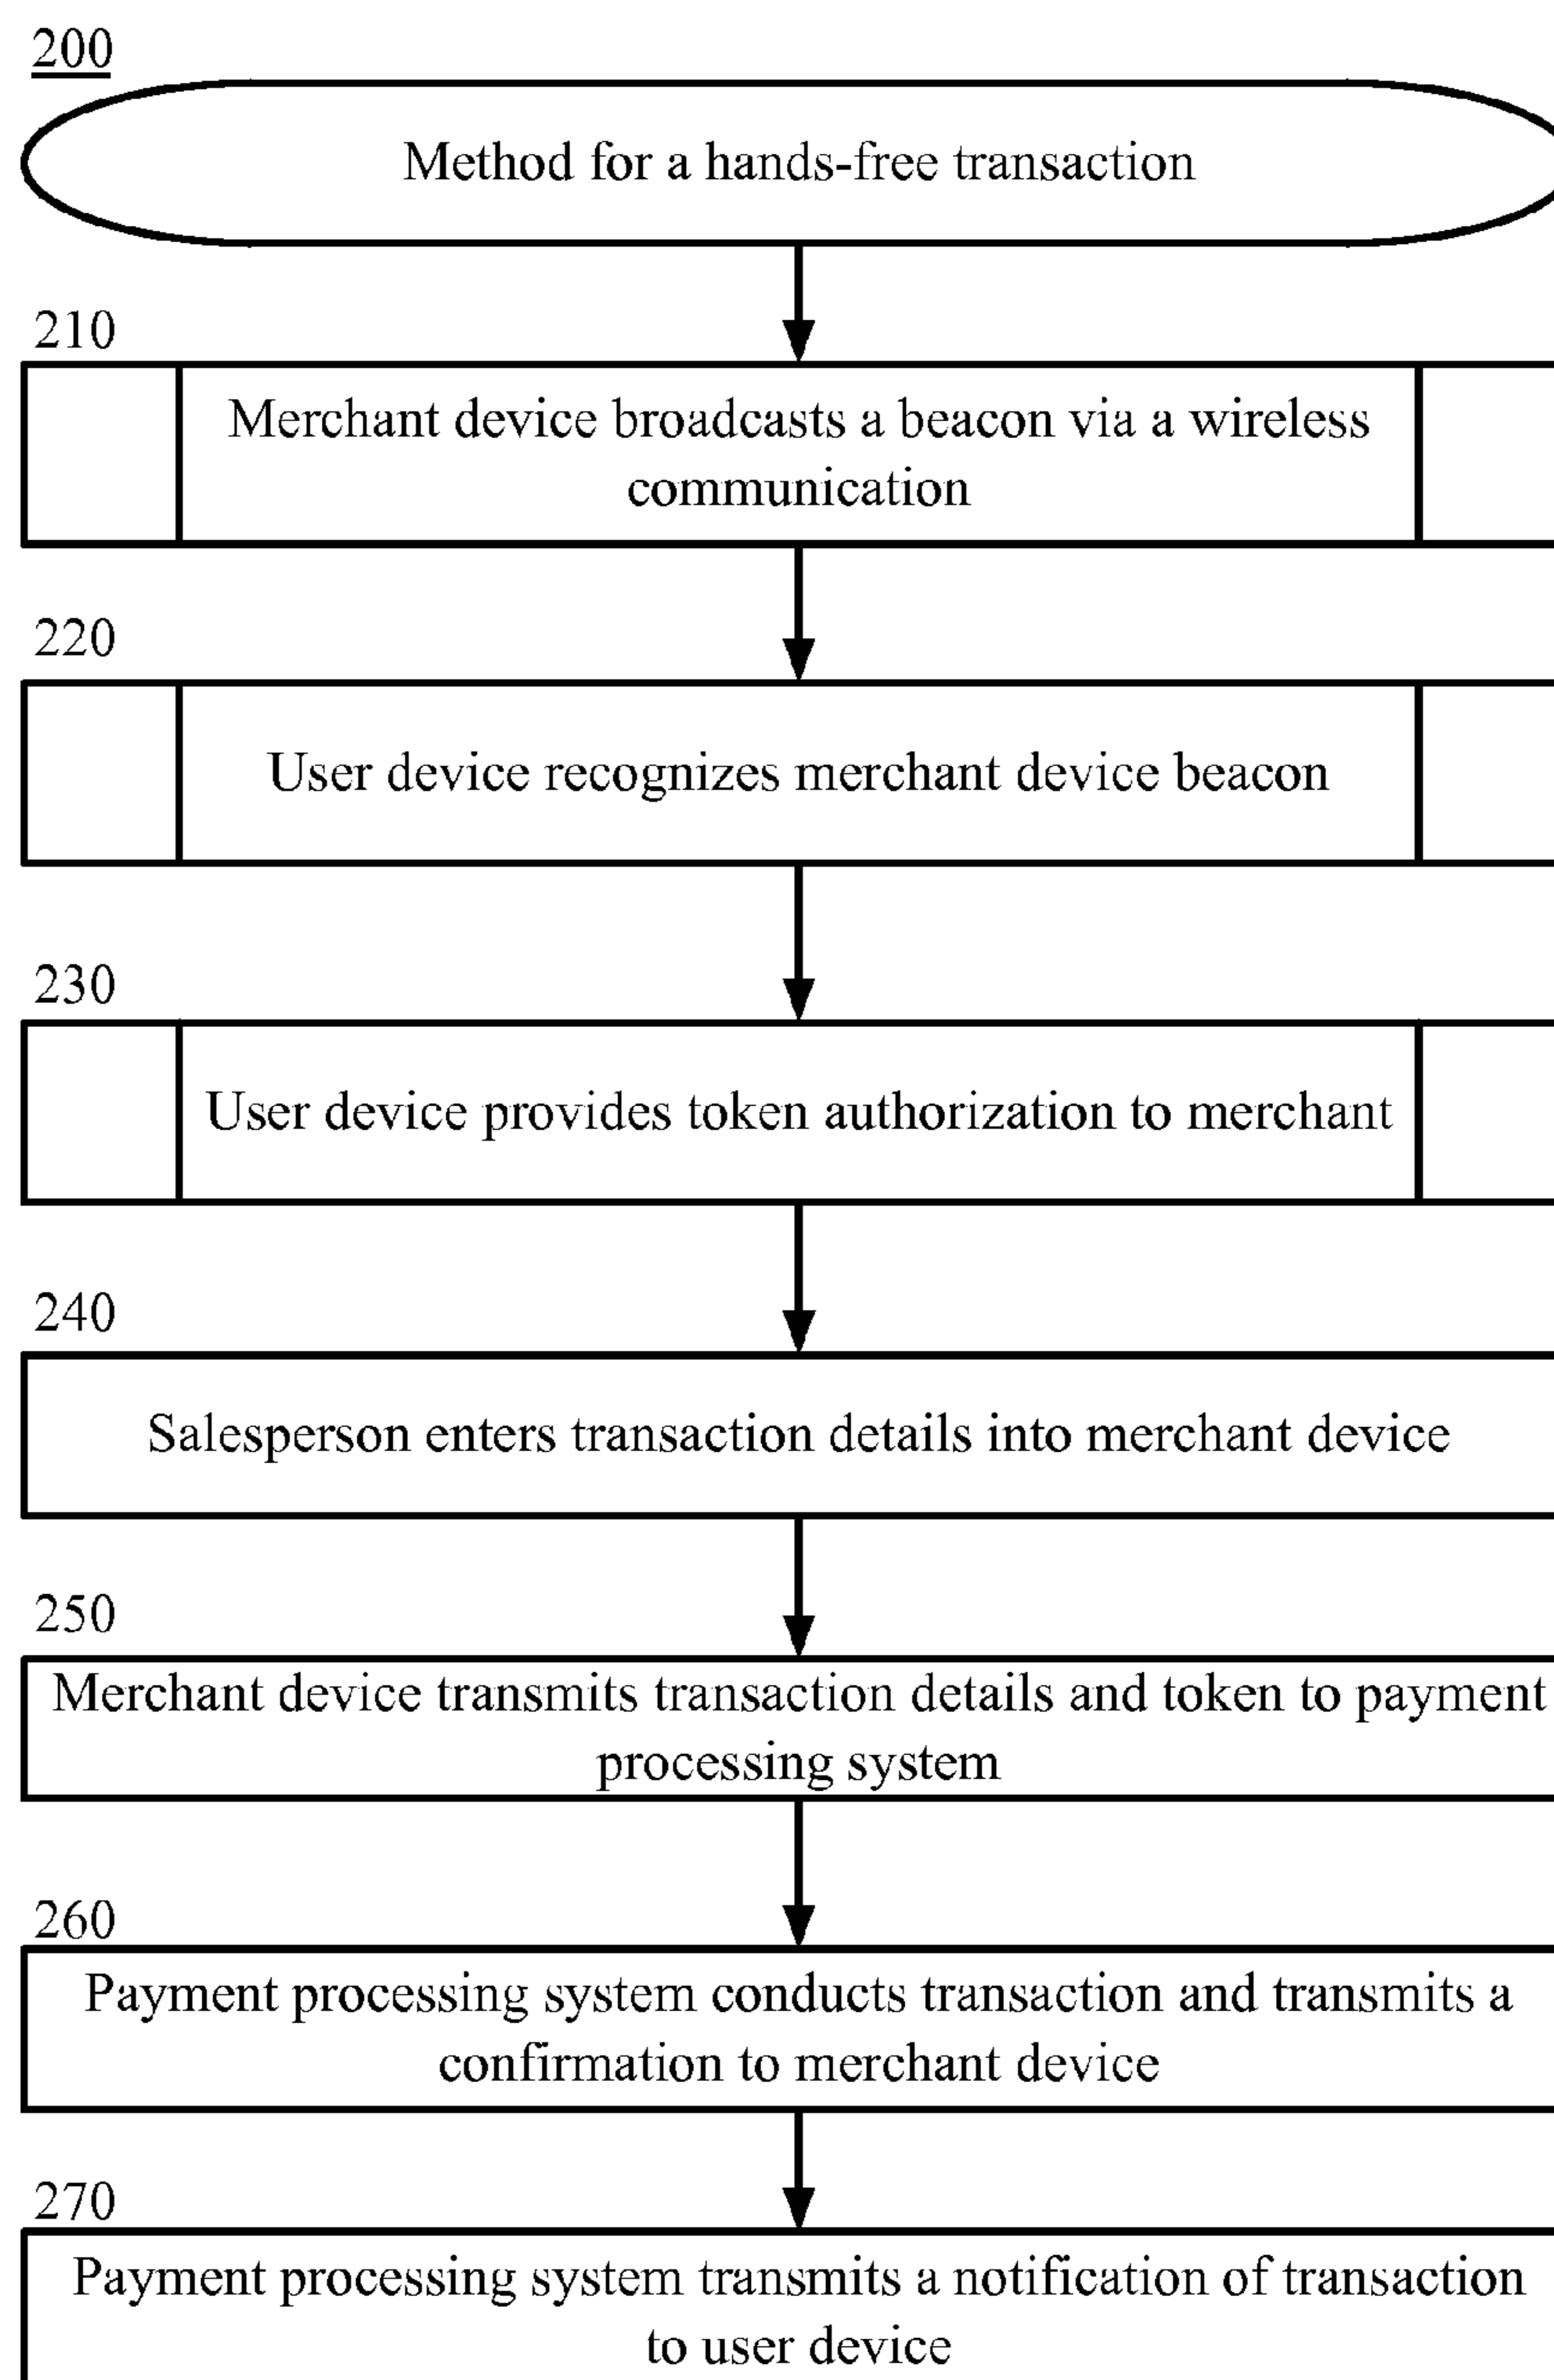 200
Method for a hands-free transaction
210
Merchant device broadcasts a beacon via a wireless
communication
220
User device recognizes merchant device beacon
230
User device provides token authorization to merchant
240
Salesperson enters transaction details into merchant device
250
Merchant device transmits transaction details and token to payment
processing system
260
Payment processing system conducts transaction and transmits a
confirmation to merchant device
270
Payment processing system transmits a notification of transaction
to user device